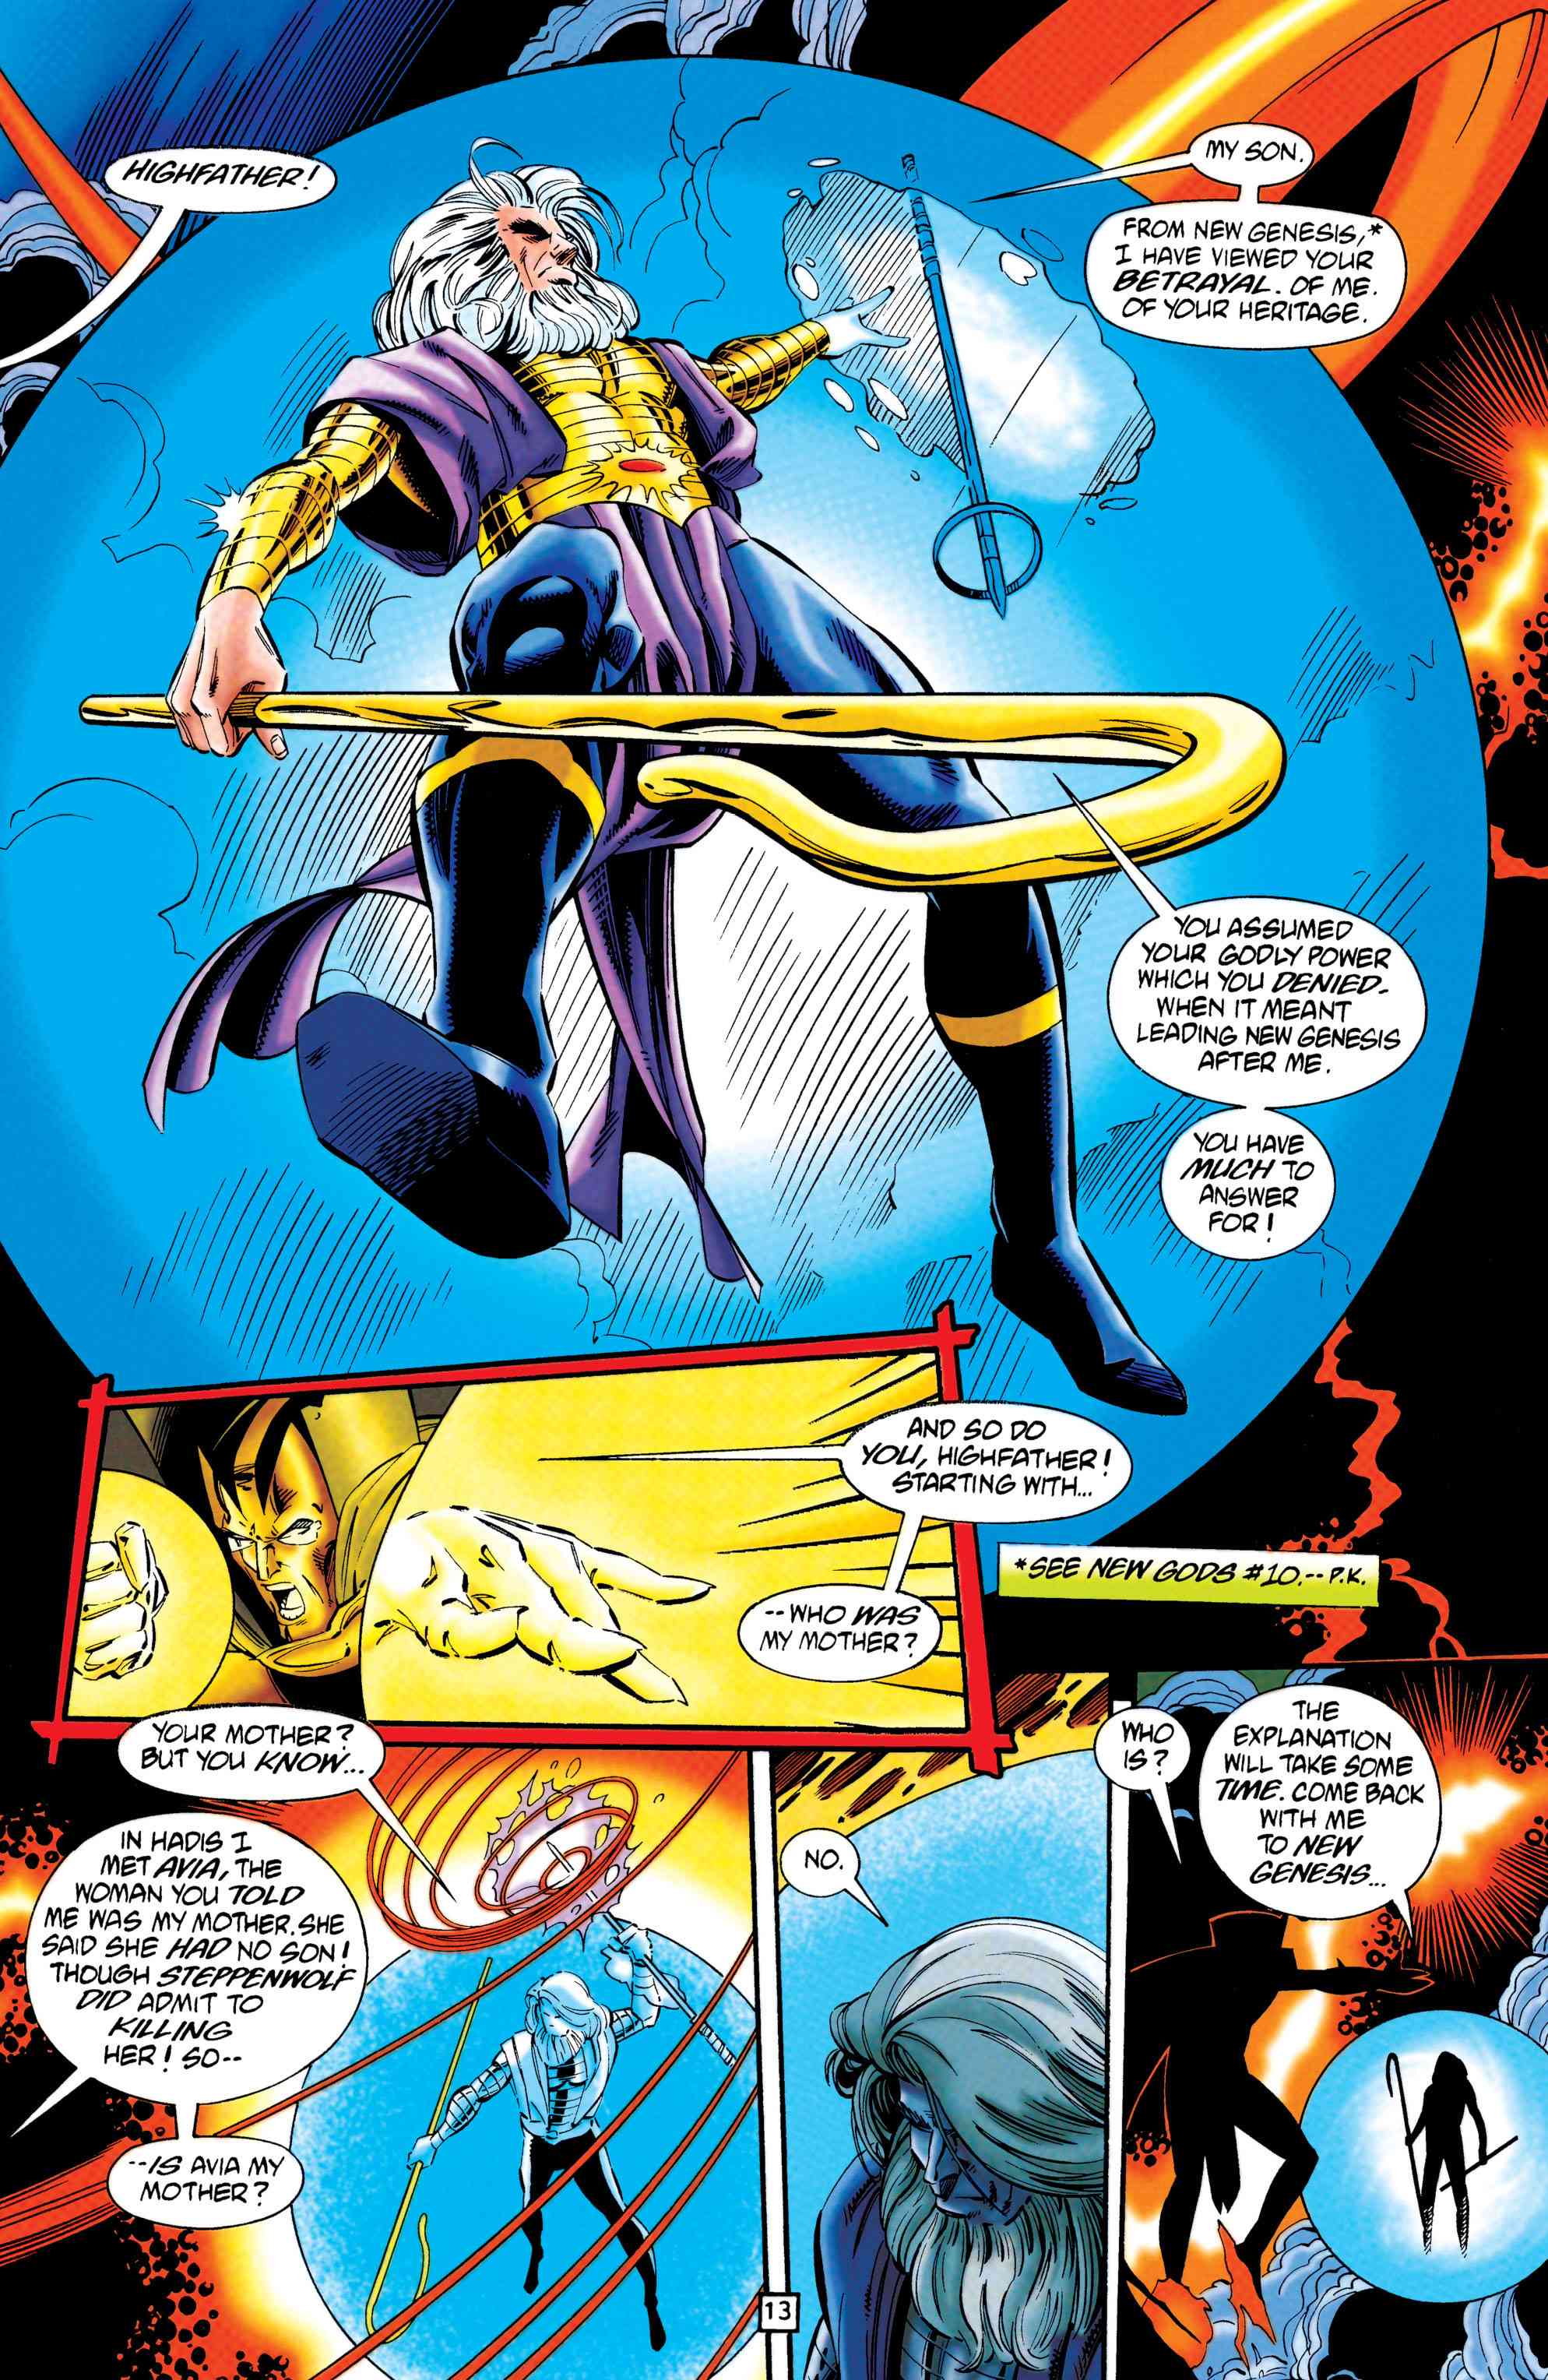 HIGHFATHER!
MY SON.
FROM NEW GENESIS,*
I HAVE VIEWED YOUR
BETRAYAL. OF ME.
OF YOUR HERITAGE.
YOU ASSUMED
YOUR GODLY POWER
WHICH YOU DENIED.
WHEN IT MEANT
LEADING NEW GENESIS
AFTER ME.
YOU HAVE
MUCH TO
ANSWER
FOR!
AND SO DO
YOU, HIGHFATHER!
STARTING WITH...
--WHO WAS
MY MOTHER?
*SEE NEW GODS #10.--P.K.
YOUR MOTHER?
BUT YOU KNOW...
IN HADIS I
MET AVIA, THE
WOMAN YOU TOLD
ME WAS MY MOTHER. SHE
SAID SHE HAD NO SON!
THOUGH STEPPENWOLF
DID ADMIT TO
KILLING
HER! SO--
--IS AVIA MY
MOTHER?
NO.
WHO
IS?
THE
EXPLANATION
WILL TAKE SOME
TIME. COME BACK
WITH ME
TO NEW
GENESIS...
13